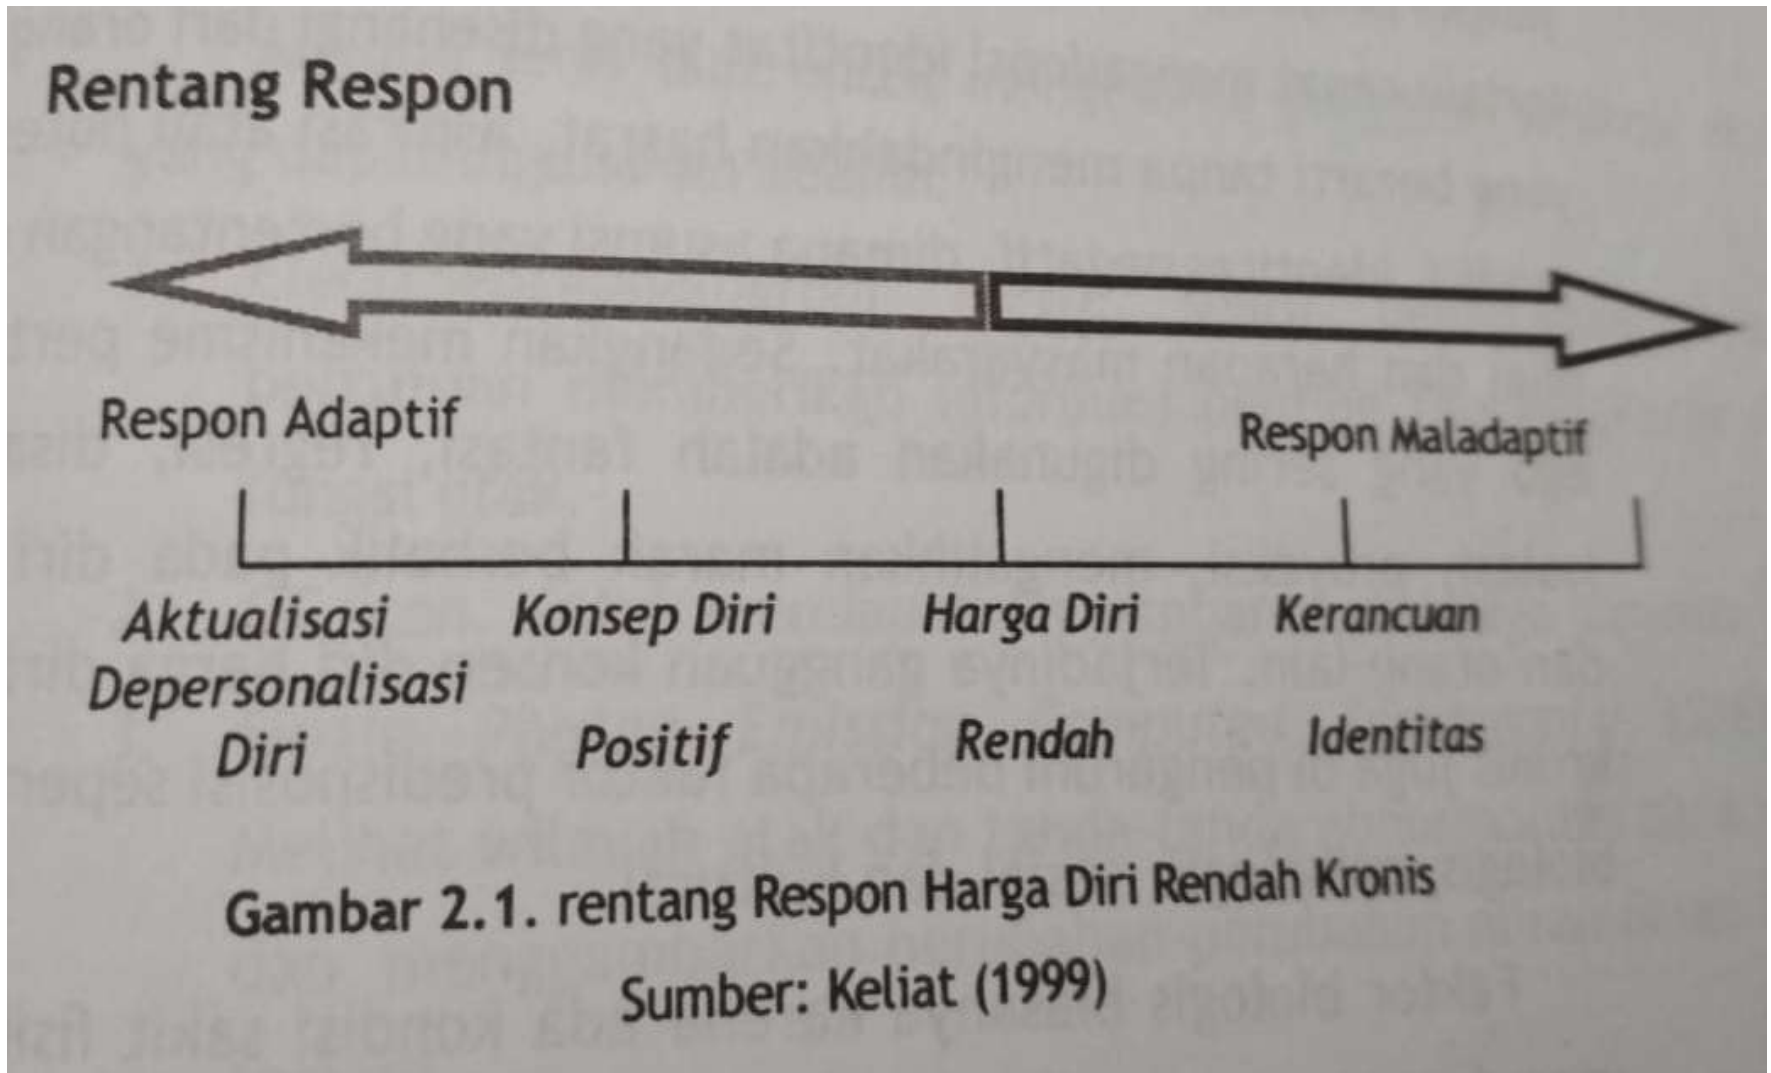 Rentang Respon
Respon Adaptif Respon Maladaptif
Aktualisasi Konsep Diri Harga Diri Kerancuan
Depersonalisasi
Diri Positif Rendah Identitas
Gambar 2.1. rentang Respon Harga Diri Rendah Kronis
Sumber: Keliat (1999)